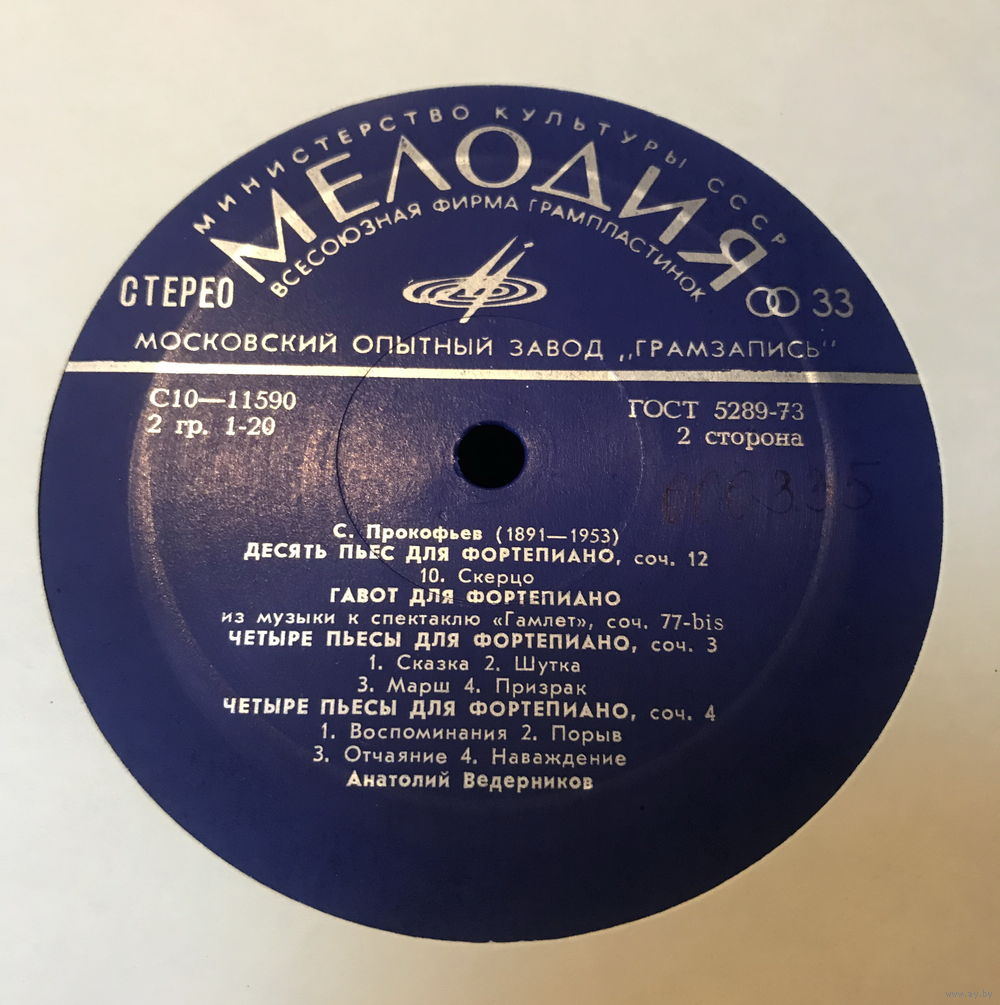 МИНИСТЕРСТВО КУЛЬТУРЫ СССР
МЕЛОДИЯ
ВСЕСОЮЗНАЯ ФИРМА ГРАМПЛАСТИНОК
СТЕРЕО
33
МОСКОВСКИЙ ОПЫТНЫЙ ЗАВОД „ГРАМЗАПИСЬ"
С10—11590
2 гр. 1-20
ГОСТ 5289-73
2 сторона
С. Прокофьев (1891—1953)
ДЕСЯТЬ ПЬЕС ДЛЯ ФОРТЕПИАНО, соч. 12
10. Скерцо
ГАВОТ ДЛЯ ФОРТЕПИАНО
из музыки к спектаклю «Гамлет», соч. 77-bis
ЧЕТЫРЕ ПЬЕСЫ ДЛЯ ФОРТЕПИАНО, соч. 3
1. Сказка 2. Шутка
3. Марш 4. Призрак
ЧЕТЫРЕ ПЬЕСЫ ДЛЯ ФОРТЕПИАНО, соч. 4
1. Воспоминания 2. Порыв
3. Отчаяние 4. Наваждение
Анатолий Ведерников
www.ay.by